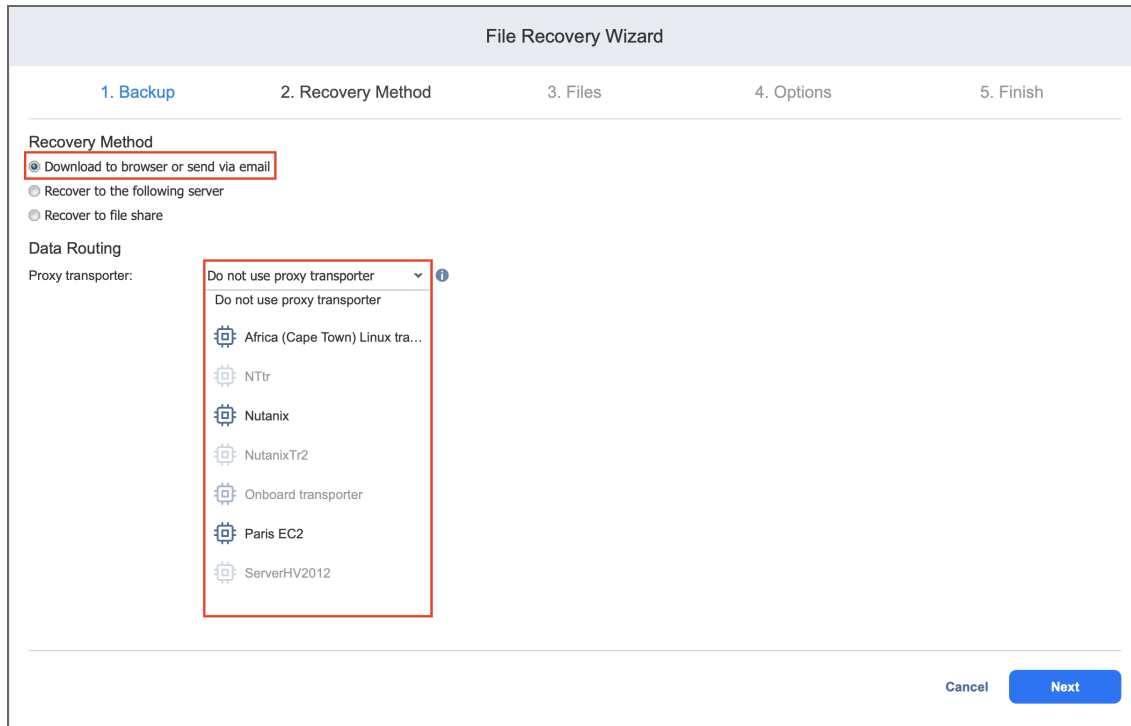 File Recovery Wizard
1. Backup 2. Recovery Method 3. Files 4. Options 5. Finish
Recovery Method
Download to browser or send via email
Recover to the following server
Recover to file share
Data Routing
Proxy transporter: Do not use proxy transporter
Do not use proxy transporter
Africa (Cape Town) Linux tra...
NTtr
Nutanix
NutanixTr2
Onboard transporter
Paris EC2
ServerHV2012
Cancel Next